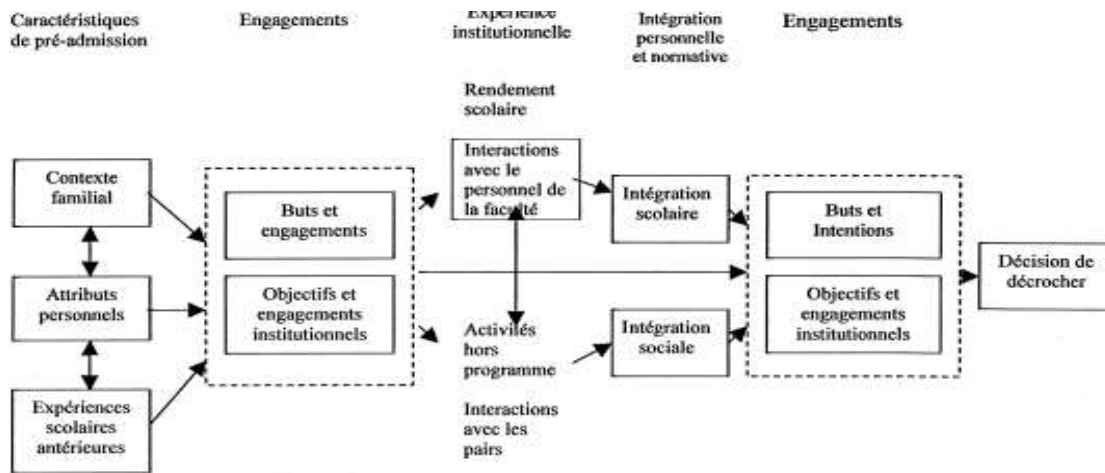 Caractéristiques
de pré-admission
Engagements
Expérience
institutionnelle
Intégration
personnelle
et normative
Engagements
Rendement
scolaire
Contexte
familial
Attributs
personnels
Expériences
scolaires
antérieures
Buts et
engagements
Objectifs et
engagements
institutionnels
Interactions
avec le
personnel de
la faculté
Activilés
hors
programme
Interactions
avec les
pairs
Intégration
scolaire
Intégration
sociale
Buts et
Intentions
Objectifs et
engagements
institutionnels
Décision de
décrocher